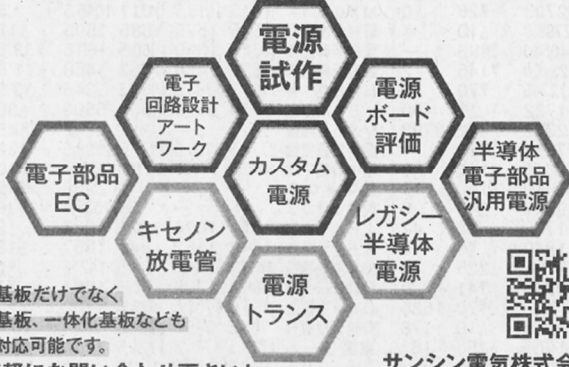 電源
試作
電子
回路設計
アート
ワーク
電源
ボード
評価
電子部品
EC
カスタム
電源
半導体
電子部品
汎用電源
キセノン
放電管
レガシー
半導体
電源
電源
トランス
基板だけでなく
基板、一体化基板なども
対応可能です。
サンシン電気株式会